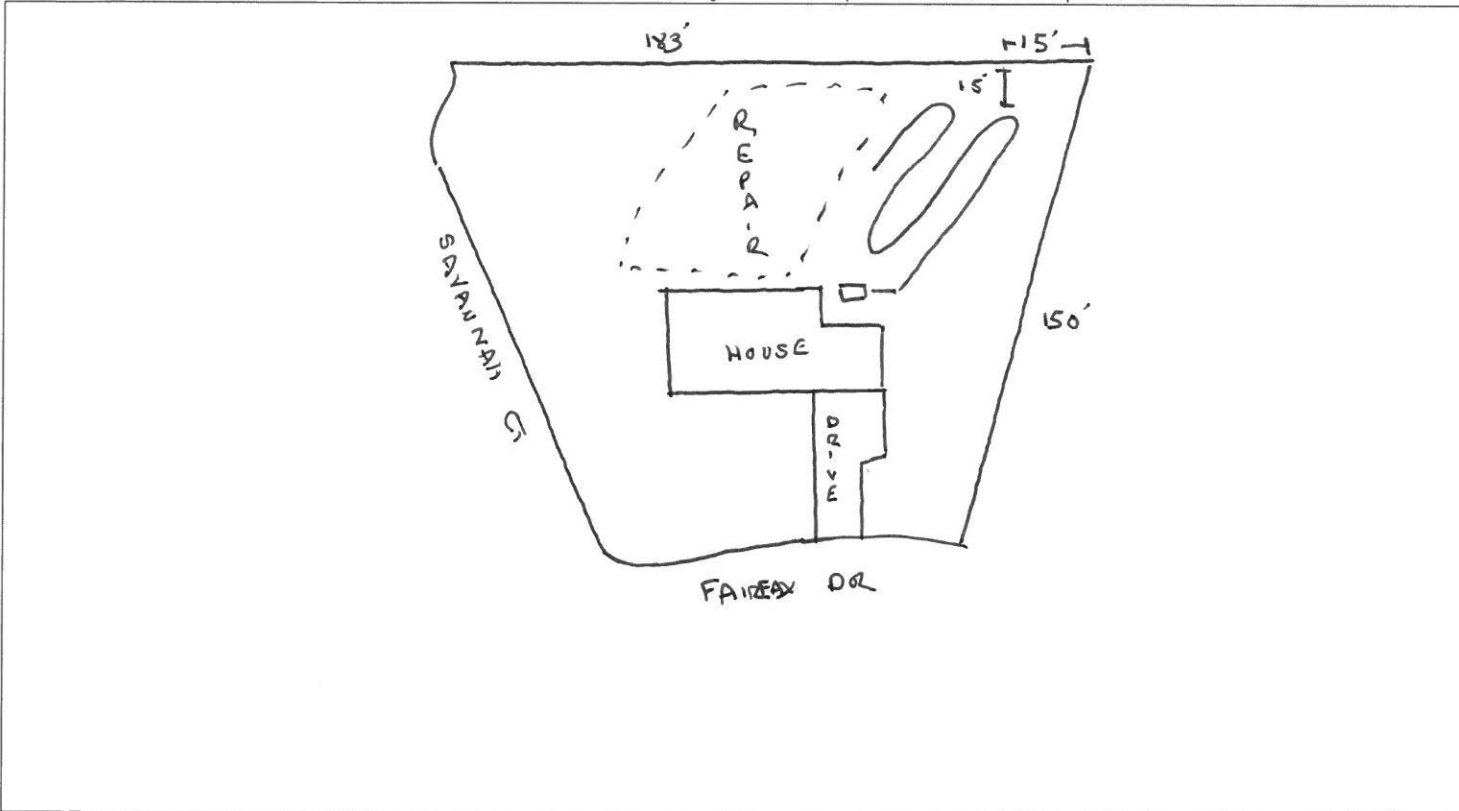 183'
15'
15'
REPAIR
SAVANNAH Ct
HOUSE
150'
DRIVE
FAIRFAX DR